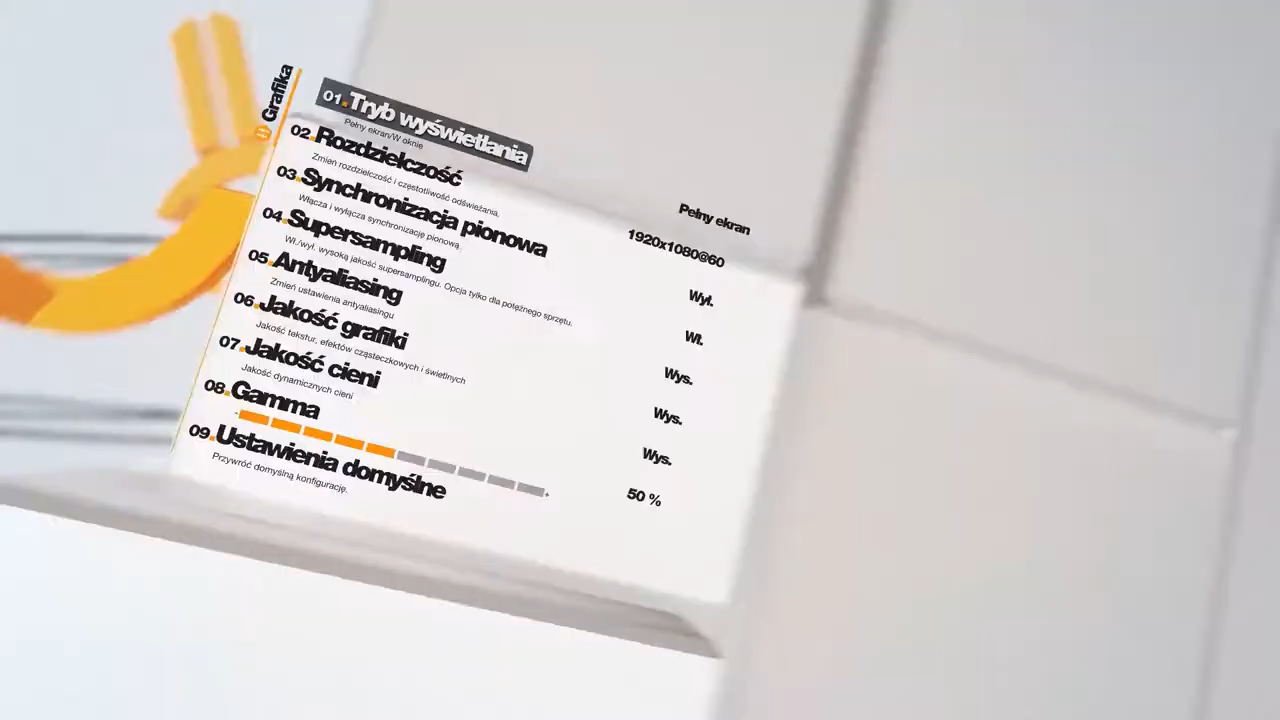 Grafika
01.Tryb wyświetlania
Pełny ekran/W oknie
Pełny ekran
02.Rozdzielczość
Zmień rozdzielczość i częstotliwość odświeżania.
1920x1080@60
03.Synchronizacja pionowa
Włącza i wyłącza synchronizację pionową.
Wył.
04.Supersampling
Wł./wył. wysoką jakość supersamplingu. Opcja tylko dla potężnego sprzętu.
Wł.
05.Antyaliasing
Zmień ustawienia antyaliasingu
Wys.
06.Jakość grafiki
Jakość tekstur, efektów cząsteczkowych i świetlnych
Wys.
07.Jakość cieni
Jakość dynamicznych cieni
Wys.
08.Gamma
- +
50 %
09.Ustawienia domyślne
Przywróć domyślną konfigurację.